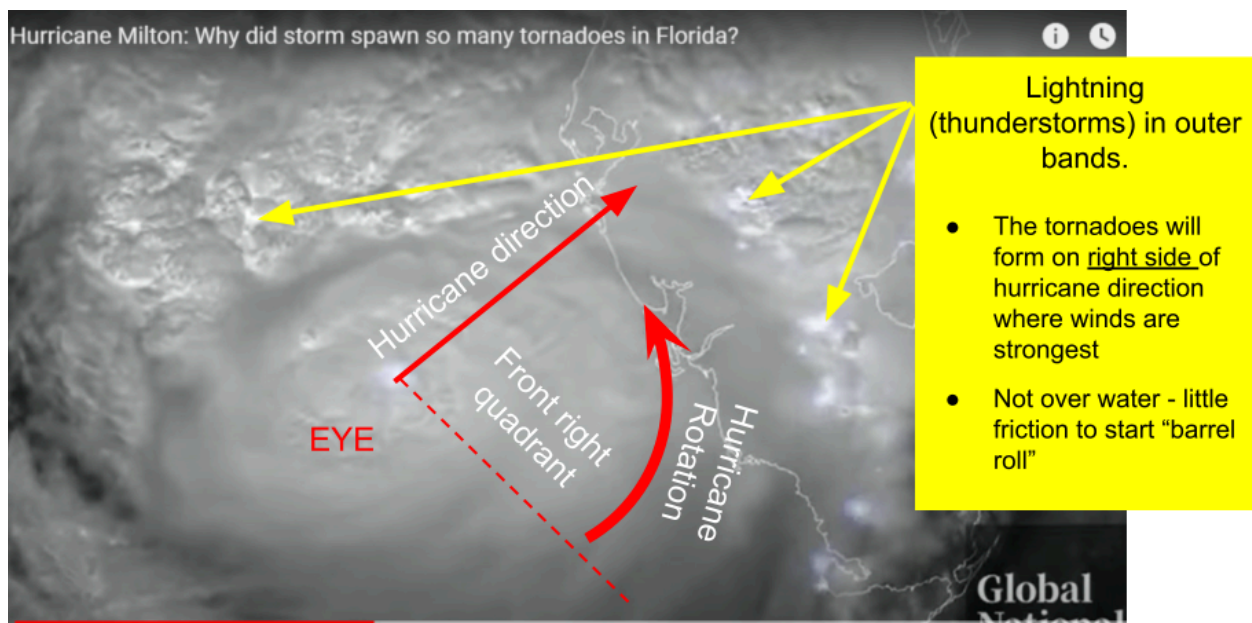 Hurricane Milton: Why did storm spawn so many tornadoes in Florida?
Lightning
(thunderstorms) in outer
bands.
● The tornadoes will
form on right side of
hurricane direction
where winds are
strongest
● Not over water - little
friction to start “barrel
roll”
Hurricane direction
Front right
quadrant
EYE
Hurricane
Rotation
Global
National